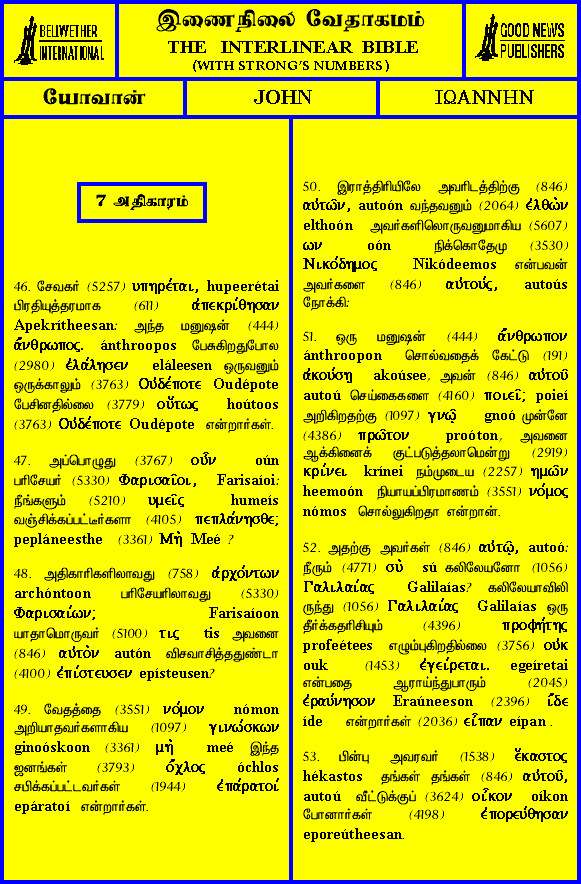 BELLWETHER
INTERNATIONAL
இணைநிலை வேதாகமம்
THE INTERLINEAR BIBLE
(WITH STRONG'S NUMBERS)
GOOD NEWS
PUBLISHERS
யோவான்
JOHN
ΙΩΑΝΝΗΝ
7 அதிகாரம்
46. சேவகர் (5257) υπηρέται, hupeerétai
பிரதியுத்தரமாக (611) ἀπεκρίθησαν
Apekrítheesan: அந்த மனுஷன் (444)
ἄνθρωπος. ánthroopos பேசுகிறதுபோல
(2980) ἐλάλησεν eláleesen ஒருவனும்
ஒருக்காலும் (3763) Οὐδέποτε Oudépote
பேசினதில்லை (3779) οὕτως hoútoos
(3763) Οὐδέποτε Oudépote என்றார்கள்.
47. அப்பொழுது (3767) οὖν oún
பரிசேயர் (5330) Φαρισαῖοι, Farisaíoi:
நீங்களும் (5210) υμεῖς humeís
வஞ்சிக்கப்பட்டீர்களா (4105) πεπλάνησθε;
pepláneesthe (3361) Μὴ Meé ?
48. அதிகாரிகளிலாவது (758) ἀρχόντων
archóntoon பரிசேயரிலாவது (5330)
Φαρισαίων; Farisaíoon
யாதாமொருவர் (5100) τις tis அவனை
(846) αὐτὸν autón விசுவாசித்ததுண்டா
(4100) ἐπίστευσεν epísteusen?
49. வேதத்தை (3551) νόμον nómon
அறியாதவர்களாகிய (1097) γινώσκων
ginoóskoon (3361) μὴ meé இந்த
ஜனங்கள் (3793) ὄχλος óchlos
சபிக்கப்பட்டவர்கள் (1944) ἐπάρατοί
epáratoí என்றார்கள்.
50. இராத்திரியிலே அவரிடத்திற்கு (846)
αὐτῶν, autoón வந்தவனும் (2064) ἐλθὼν
elthoón அவர்களிலொருவனுமாகிய (5607)
ων oón நிக்கொதேமு (3530)
Νικόδημος Nikódeemos என்பவன்
அவர்களை (846) αὐτούς, autoús
நோக்கி:
51. ஒரு மனுஷன் (444) ἄνθρωπον
ánthroopon சொல்வதைக் கேட்டு (191)
ἀκούσῃ akoúsee, அவன் (846) αὐτοῦ
autoú செய்கைகளை (4160) ποιεῖ; poieí
அறிகிறதற்கு (1097) γνῷ gnoó முன்னே
(4386) πρῶτον proóton, அவனை
ஆக்கினைக் குட்படுத்தலாமென்று (2919)
κρίνει krínei நம்முடைய (2257) ημῶν
heemoón நியாயப்பிரமாணம் (3551) νόμος
nómos சொல்லுகிறதா என்றான்.
52. அதற்கு அவர்கள் (846) αὐτῷ, autoó:
நீரும் (4771) σὺ sú கலிலேயனோ (1056)
Γαλιλαίας Galilaías? கலிலேயாவிலி
ருந்து (1056) Γαλιλαίας Galilaías ஒரு
தீர்க்கதரிசியும் (4396) προφήτης
profeétees எழும்புகிறதில்லை (3756) οὐκ
ouk (1453) ἐγείρεται. egeíretai
என்பதை ஆராய்ந்துபாரும் (2045)
ἐραύνησον Eraúneeson (2396) ἴδε
íde என்றார்கள் (2036) εἶπαν eípan .
53. பின்பு அவரவர் (1538) ἕκαστος
hékastos தங்கள் தங்கள் (846) αὐτοῦ,
autoú வீட்டுக்குப் (3624) οἶκον oíkon
போனார்கள் (4198) ἐπορεύθησαν
eporeútheesan.